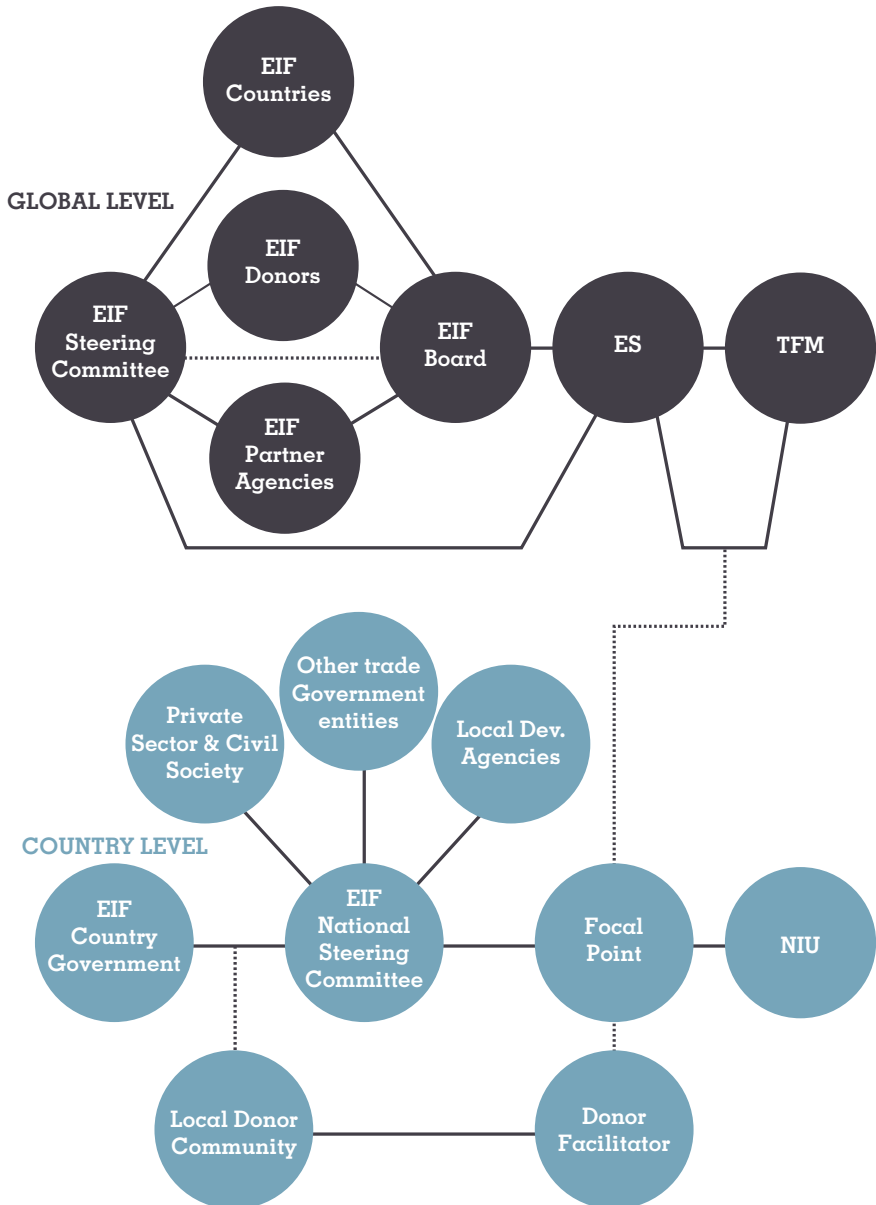 EIF
Countries
GLOBAL LEVEL
EIF
Donors
EIF
Steering
Committee
EIF
Board
ES
TFM
EIF
Partner
Agencies
Other trade
Government
entities
Private
Sector & Civil
Society
Local Dev.
Agencies
COUNTRY LEVEL
EIF
Country
Government
EIF
National
Steering
Committee
Focal
Point
NIU
Local Donor
Community
Donor
Facilitator